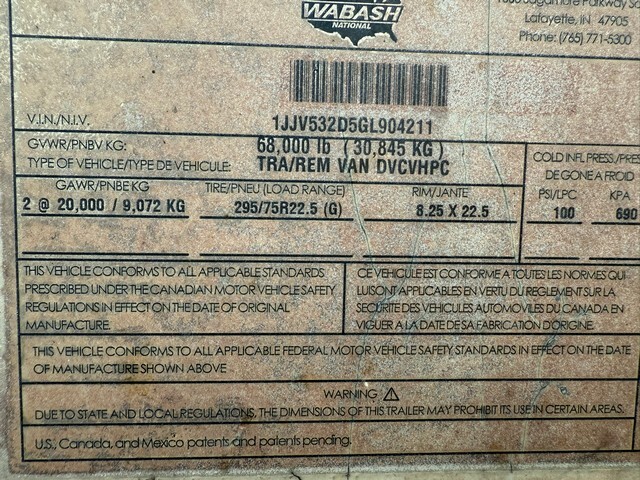 WABASH
NATIONAL
Lafayette, IN 47905
Phone: (765) 771-5300
V.I.N./N.I.V. 1JJV532D5GL904211
GVWR/PNBV KG: 68,000 lb ( 30,845 KG )
TYPE OF VEHICLE/TYPE DE VEHICULE: TRA/REM VAN DVCVHPC
COLD INFL. PRESS./PRES
DE GONE A FROID
GAWR/PNBE KG TIRE/PNEU (LOAD RANGE) RIM/JANTE PSI/LPC KPA
2 @ 20,000 / 9,072 KG 295/75R22.5 (G) 8.25 X 22.5 100 690
THIS VEHICLE CONFORMS TO ALL APPLICABLE STANDARDS
PRESCRIBED UNDER THE CANADIAN MOTOR VEHICLE SAFETY
REGULATIONS IN EFFECT ON THE DATE OF ORIGINAL
MANUFACTURE.
CE VEHICULE EST CONFORME A TOUTES LES NORMES QUI
LUI SONT APPLICABLES EN VERTU DU REGLEMENT SUR LA
SECURITE DES VEHICULES AUTOMOVILES DU CANADA EN
VIGUER A LA DATE DE SA FABRICATION D'ORIGINE.
THIS VEHICLE CONFORMS TO ALL APPLICABLE FEDERAL MOTOR VEHICLE SAFETY STANDARDS IN EFFECT ON THE DATE
OF MANUFACTURE SHOWN ABOVE
WARNING
DUE TO STATE AND LOCAL REGULATIONS, THE DIMENSIONS OF THIS TRAILER MAY PROHIBIT ITS USE IN CERTAIN AREAS.
U.S., Canada, and Mexico patents and patents pending.